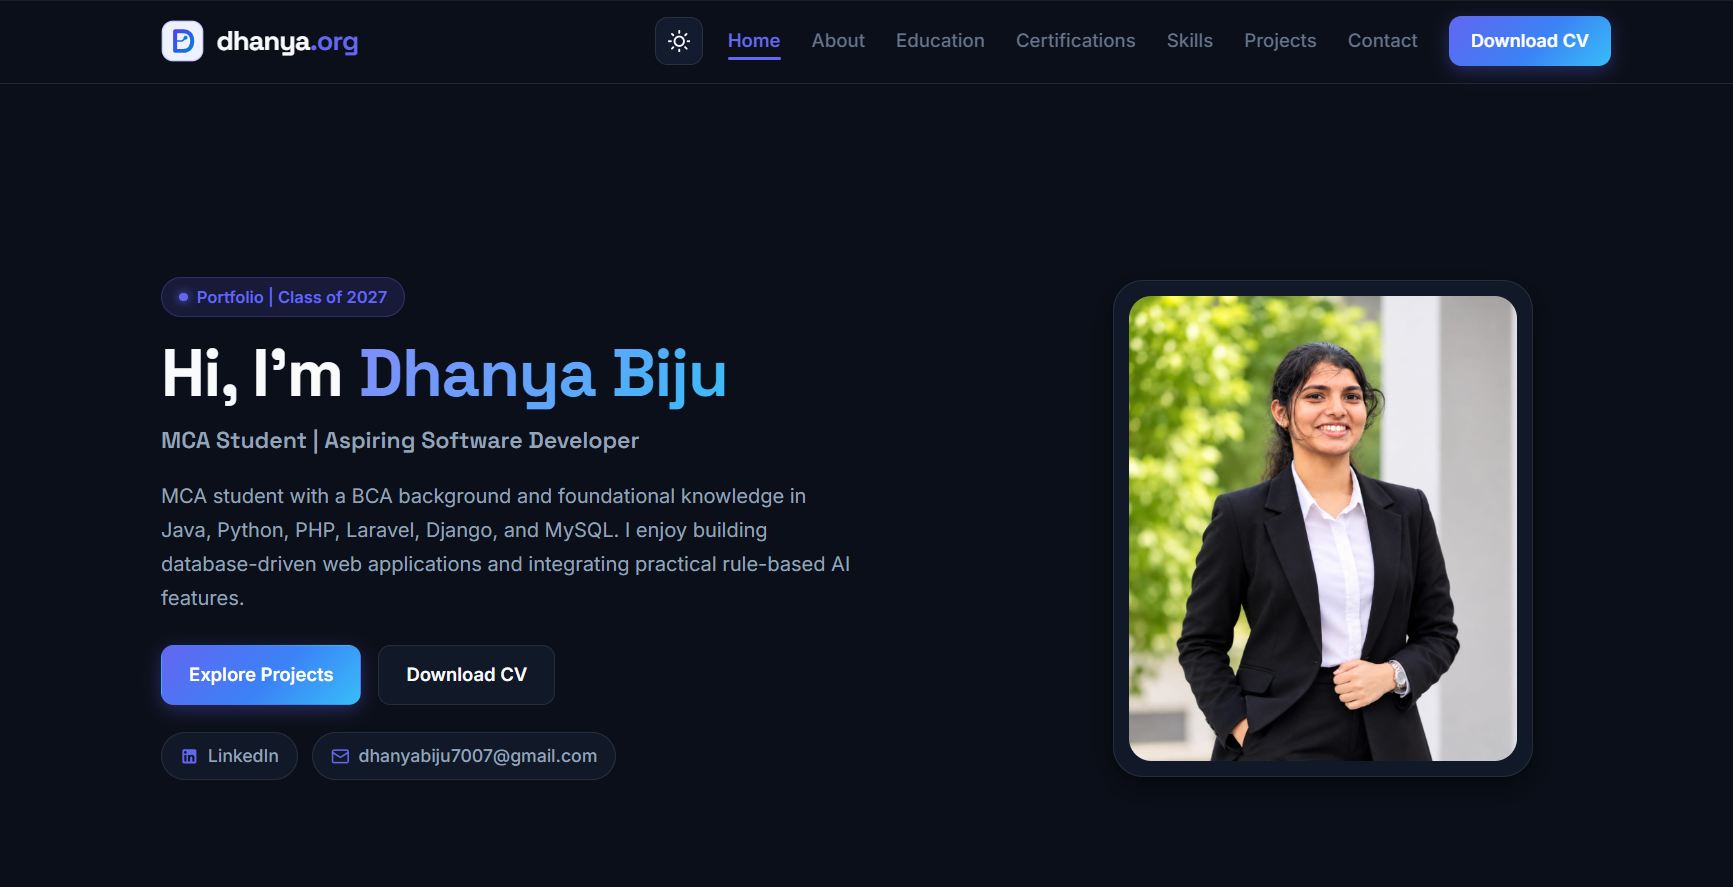 D dhanya.org
Home About Education Certifications Skills Projects Contact Download CV
Portfolio | Class of 2027
Hi, I’m Dhanya Biju
MCA Student | Aspiring Software Developer
MCA student with a BCA background and foundational knowledge in
Java, Python, PHP, Laravel, Django, and MySQL. I enjoy building
database-driven web applications and integrating practical rule-based AI
features.
Explore Projects Download CV
LinkedIn dhanyabiju7007@gmail.com